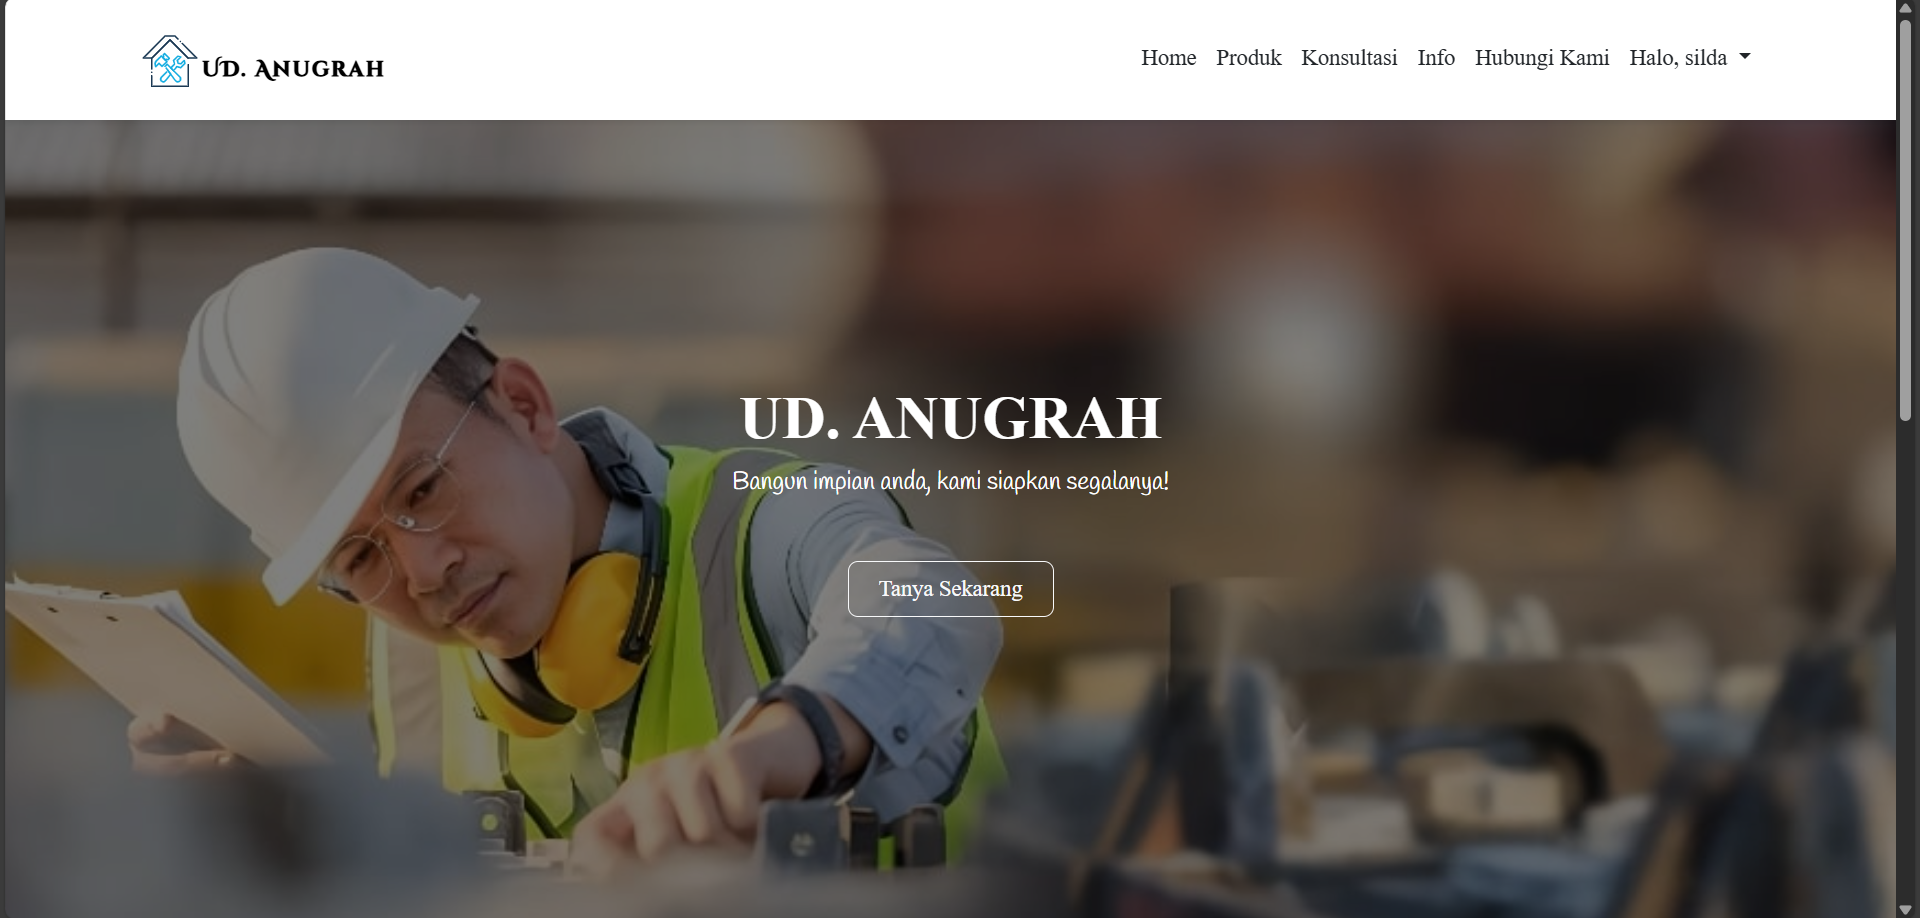 UD. ANUGRAH
Home Produk Konsultasi Info Hubungi Kami Halo, silda
UD. ANUGRAH
Bangun impian anda, kami siapkan segalanya!
Tanya Sekarang